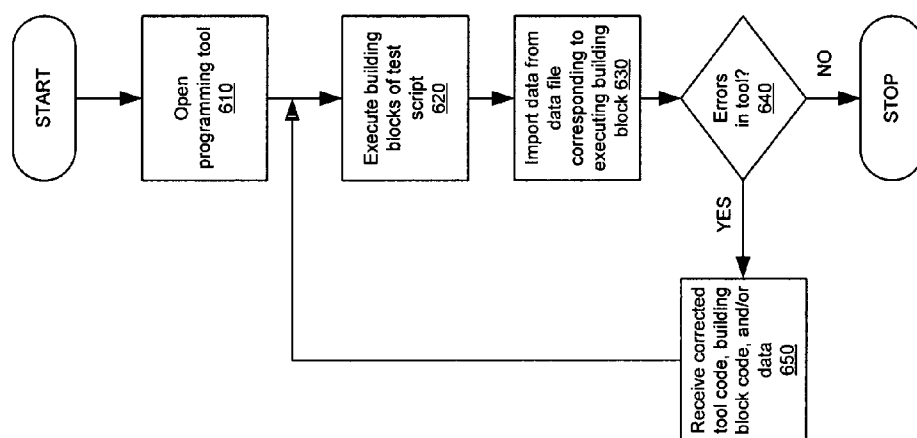 START
Open
programming tool
610
Execute building
blocks of test
script
620
Import data from
data file
corresponding to
executing building
block 630
Errors
in tool?
640
NO
STOP
YES
Receive corrected
tool code, building
block code, and/or
data
650